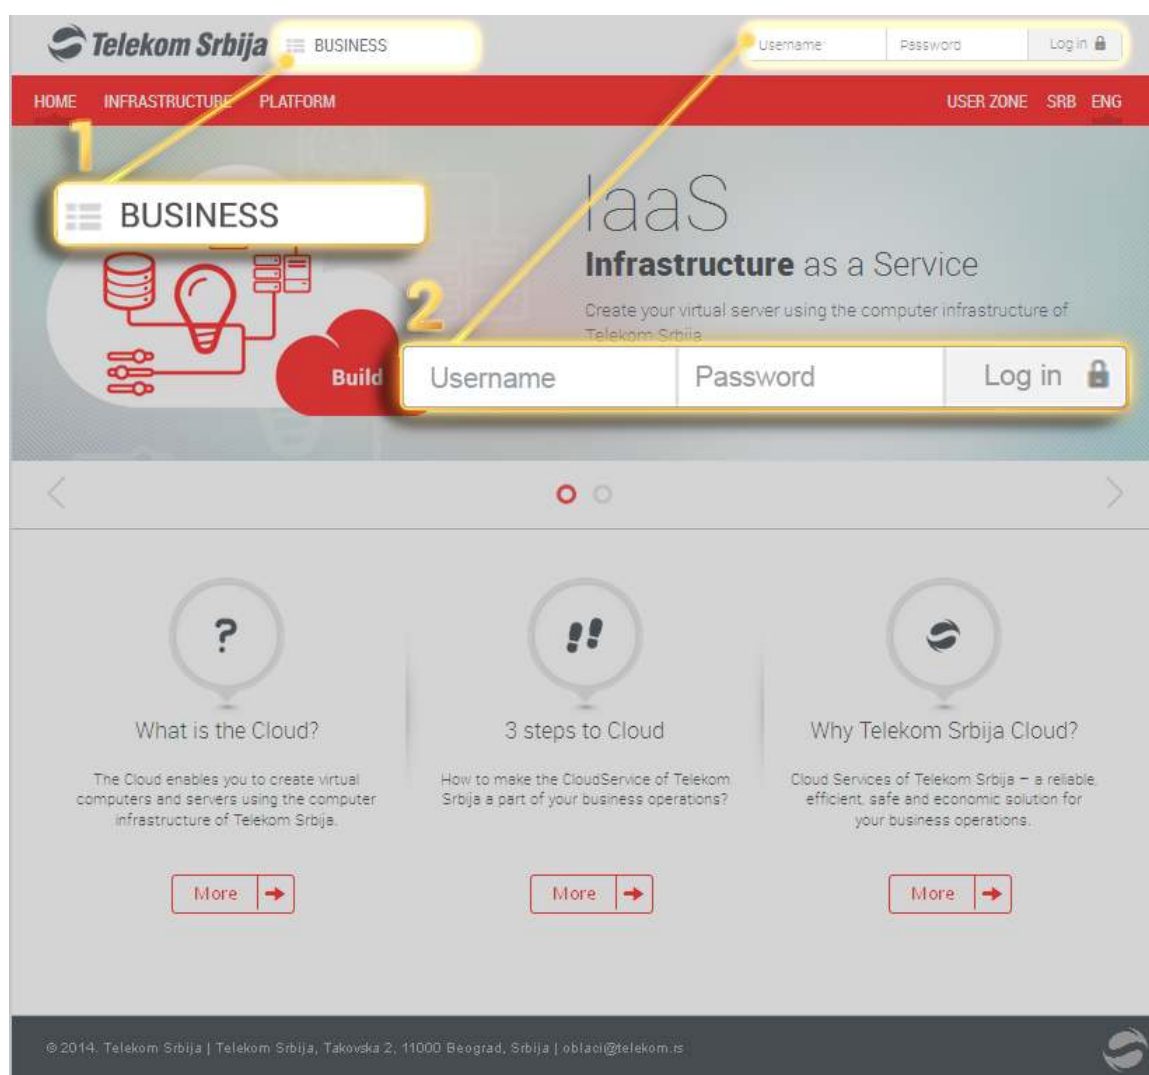 Telekom Srbija
BUSINESS
Username
Password
Log in
HOME INFRASTRUCTURE PLATFORM
USER ZONE SRB ENG
1
BUSINESS
IaaS
Infrastructure as a Service
Create your virtual server using the computer infrastructure of
Telekom Srbija
2
Build
Username
Password
Log in
What is the Cloud?
The Cloud enables you to create virtual
computers and servers using the computer
infrastructure of Telekom Srbija.
More
3 steps to Cloud
How to make the CloudService of Telekom
Srbija a part of your business operations?
More
Why Telekom Srbija Cloud?
Cloud Services of Telekom Srbija – a reliable,
efficient, safe and economic solution for
your business operations.
More
© 2014. Telekom Srbija | Telekom Srbija, Takovska 2, 11000 Beograd, Srbija | oblaci@telekom.rs